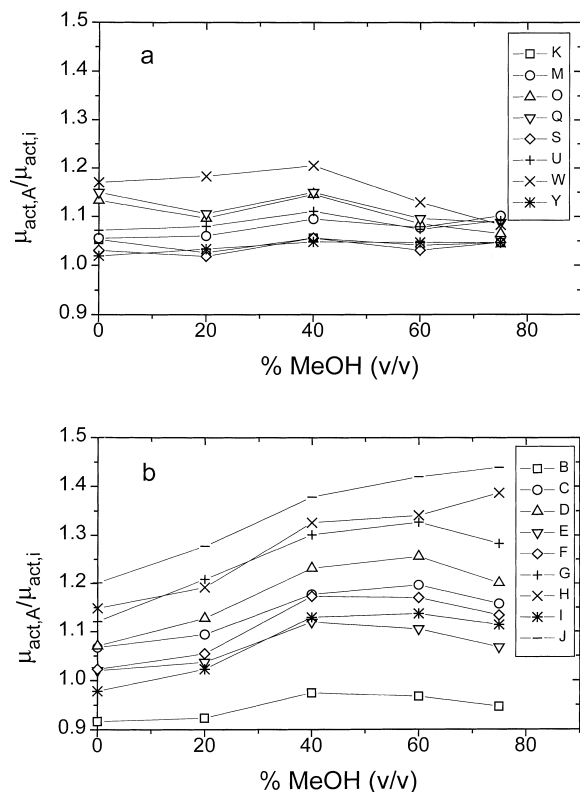 a
1.5
1.4
1.3
1.2
1.1
1.0
0.9
μact,A/μact,i
0
20
40
60
80
% MeOH (v/v)
K
M
O
Q
S
U
W
Y
b
1.5
1.4
1.3
1.2
1.1
1.0
0.9
μact,A/μact,i
0
20
40
60
80
% MeOH (v/v)
B
C
D
E
F
G
H
I
J